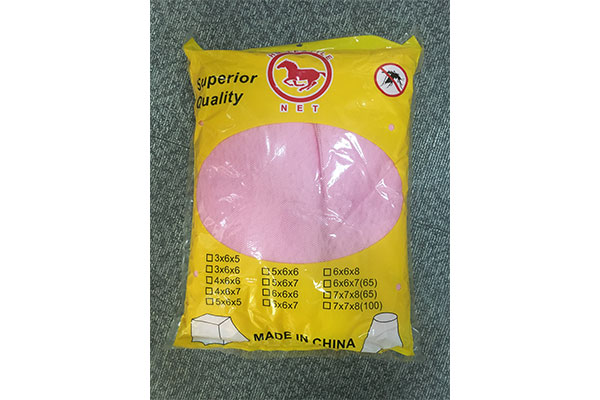 NET
Superior
Quality
3x6x5
3x6x6
4x6x6
4x6x7
5x6x5
5x6x6
5x6x7
6x6x6
6x6x7
6x6x8
6x6x7(65)
7x7x8(65)
7x7x8(100)
MADE IN CHINA